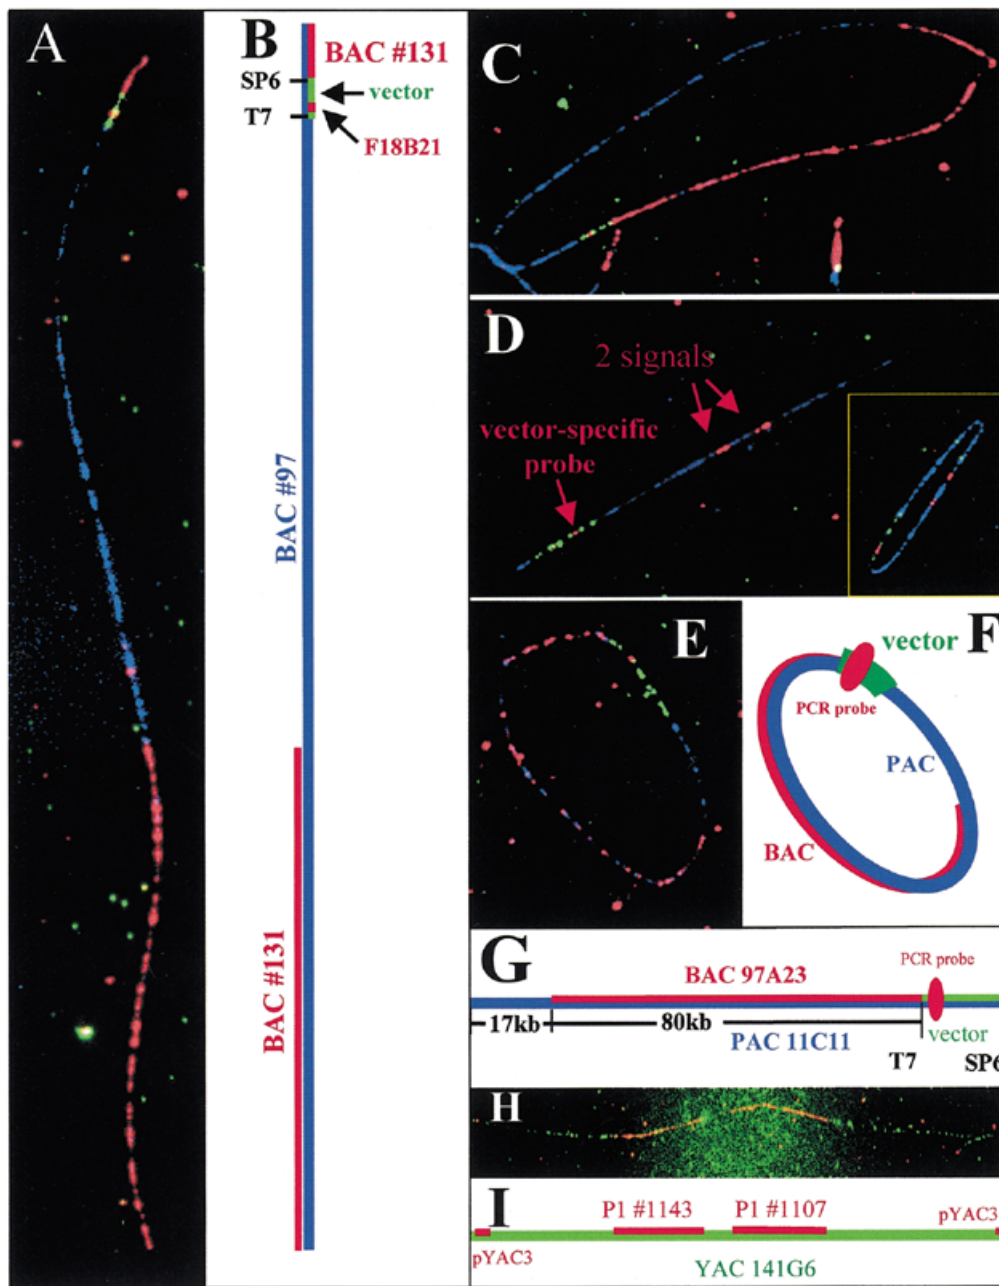 A
B
BAC #131
SP6
vector
T7
F18B21
BAC #97
BAC #131
C
D
2 signals
vector-specific
probe
E
F
vector
PCR probe
PAC
BAC
G
PCR probe
BAC 97A23
17kb
80kb
PAC 11C11
vector
T7
SP6
H
I
P1 #1143
P1 #1107
pYAC3
pYAC3
YAC 141G6